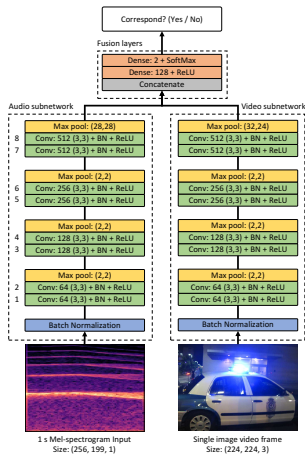 Correspond? (Yes / No)
Fusion layers
Dense: 2 + SoftMax
Dense: 128 + ReLU
Concatenate
Audio subnetwork
Max pool: (28,28)
8 Conv: 512 (3,3) + BN + ReLU
7 Conv: 512 (3,3) + BN + ReLU
Max pool: (2,2)
6 Conv: 256 (3,3) + BN + ReLU
5 Conv: 256 (3,3) + BN + ReLU
Max pool: (2,2)
4 Conv: 128 (3,3) + BN + ReLU
3 Conv: 128 (3,3) + BN + ReLU
Max pool: (2,2)
2 Conv: 64 (3,3) + BN + ReLU
1 Conv: 64 (3,3) + BN + ReLU
Batch Normalization
1 s Mel-spectrogram Input
Size: (256, 199, 1)
Video subnetwork
Max pool: (32,24)
Conv: 512 (3,3) + BN + ReLU
Conv: 512 (3,3) + BN + ReLU
Max pool: (2,2)
Conv: 256 (3,3) + BN + ReLU
Conv: 256 (3,3) + BN + ReLU
Max pool: (2,2)
Conv: 128 (3,3) + BN + ReLU
Conv: 128 (3,3) + BN + ReLU
Max pool: (2,2)
Conv: 64 (3,3) + BN + ReLU
Conv: 64 (3,3) + BN + ReLU
Batch Normalization
Single image video frame
Size: (224, 224, 3)